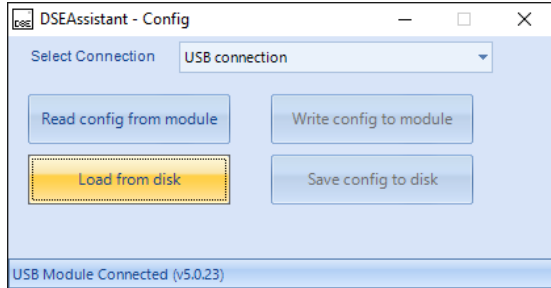 DSE DSEAssistant - Config
Select Connection USB connection
Read config from module Write config to module
Load from disk Save config to disk
USB Module Connected (v5.0.23)